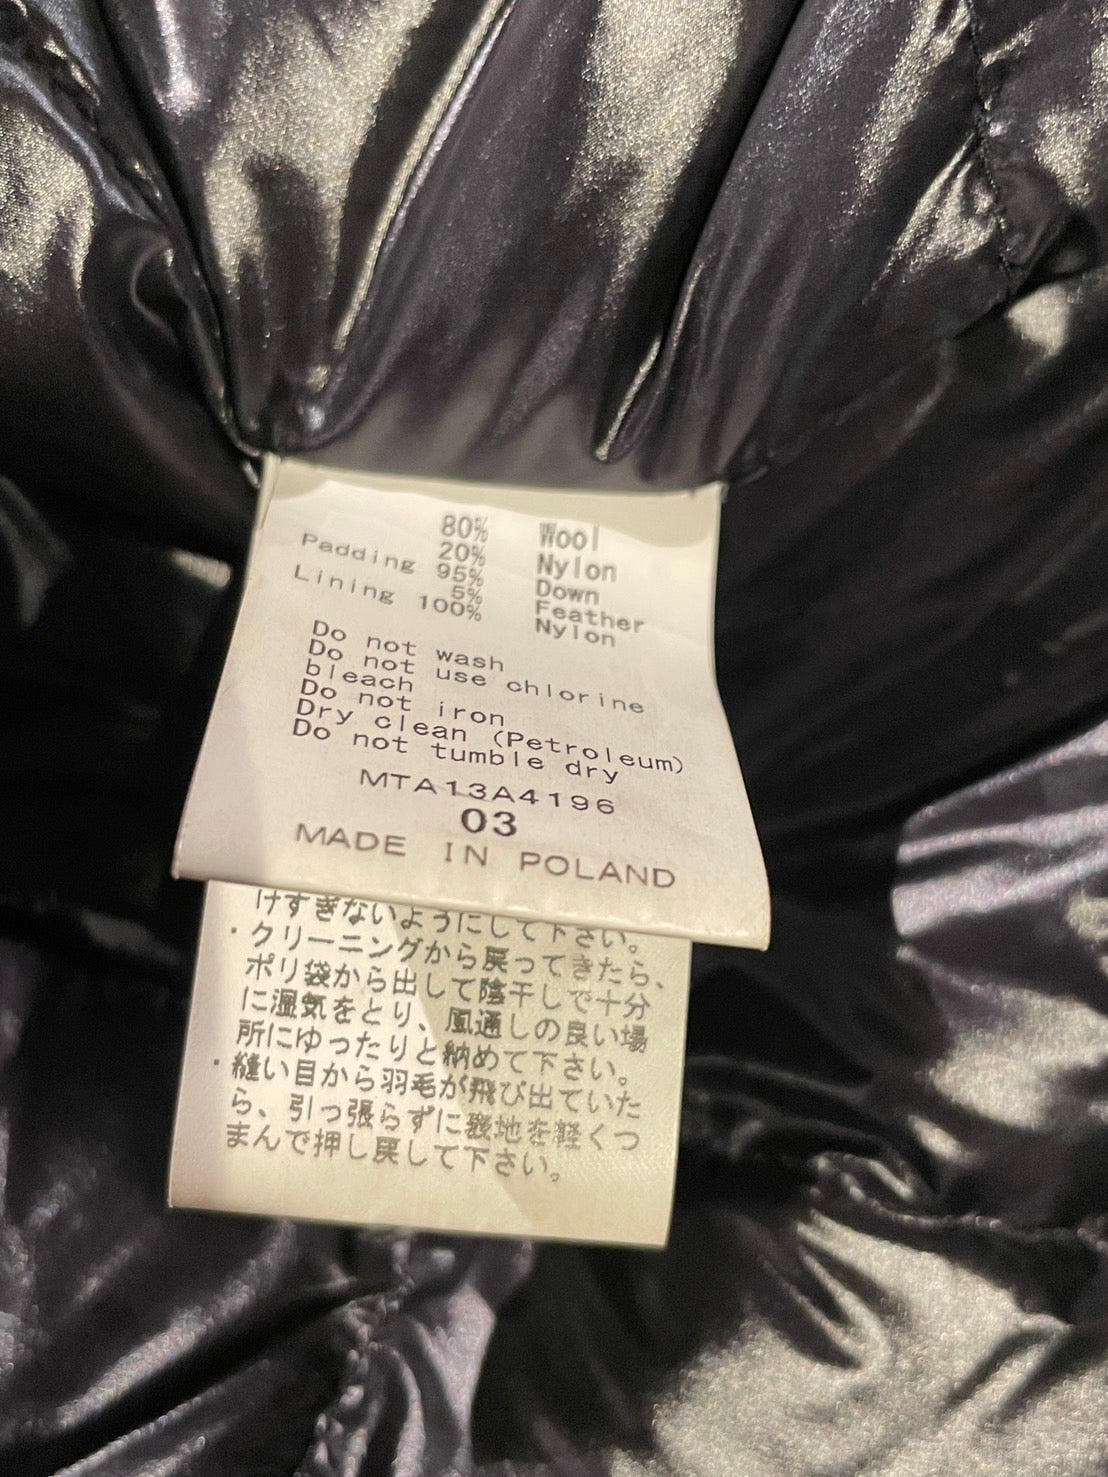 80% Wool
20% Nylon
Padding 95% Down
5% Feather
Lining 100% Nylon
Do not wash
Do not use chlorine
bleach
Do not iron
Dry clean (Petroleum)
Do not tumble dry
MTA13A4196
03
MADE IN POLAND
けすぎないようにして下さい。
・クリーニングから戻ってきたら、
ポリ袋から出して陰干しで十分
に湿気をとり、風通しの良い場
所にゆったりと納めて下さい。
・縫い目から羽毛が飛び出ていた
ら、引っ張らずに裏地を軽くつ
まんで押し戻して下さい。